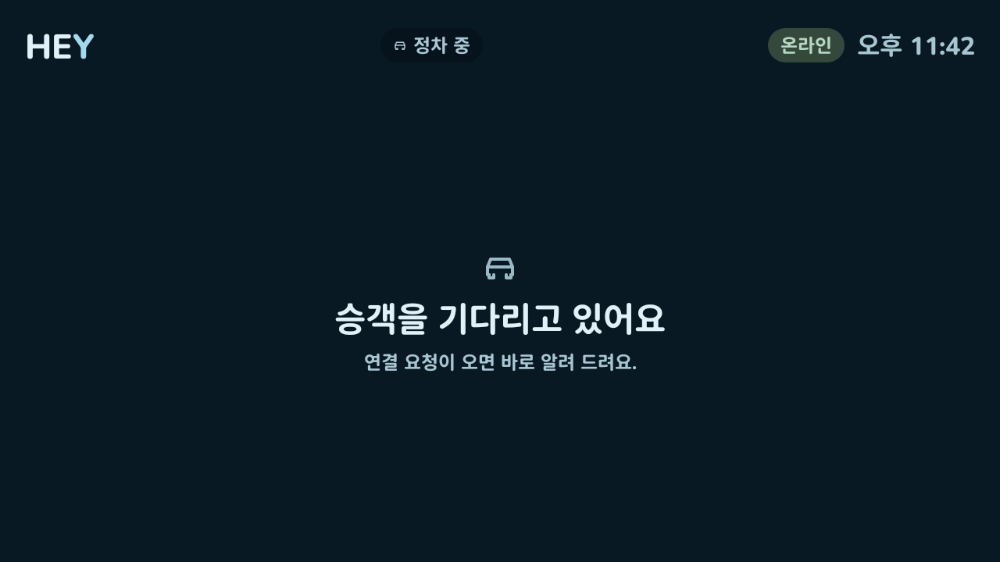 HEY
정차 중
온라인 오후 11:42
승객을 기다리고 있어요
연결 요청이 오면 바로 알려 드려요.